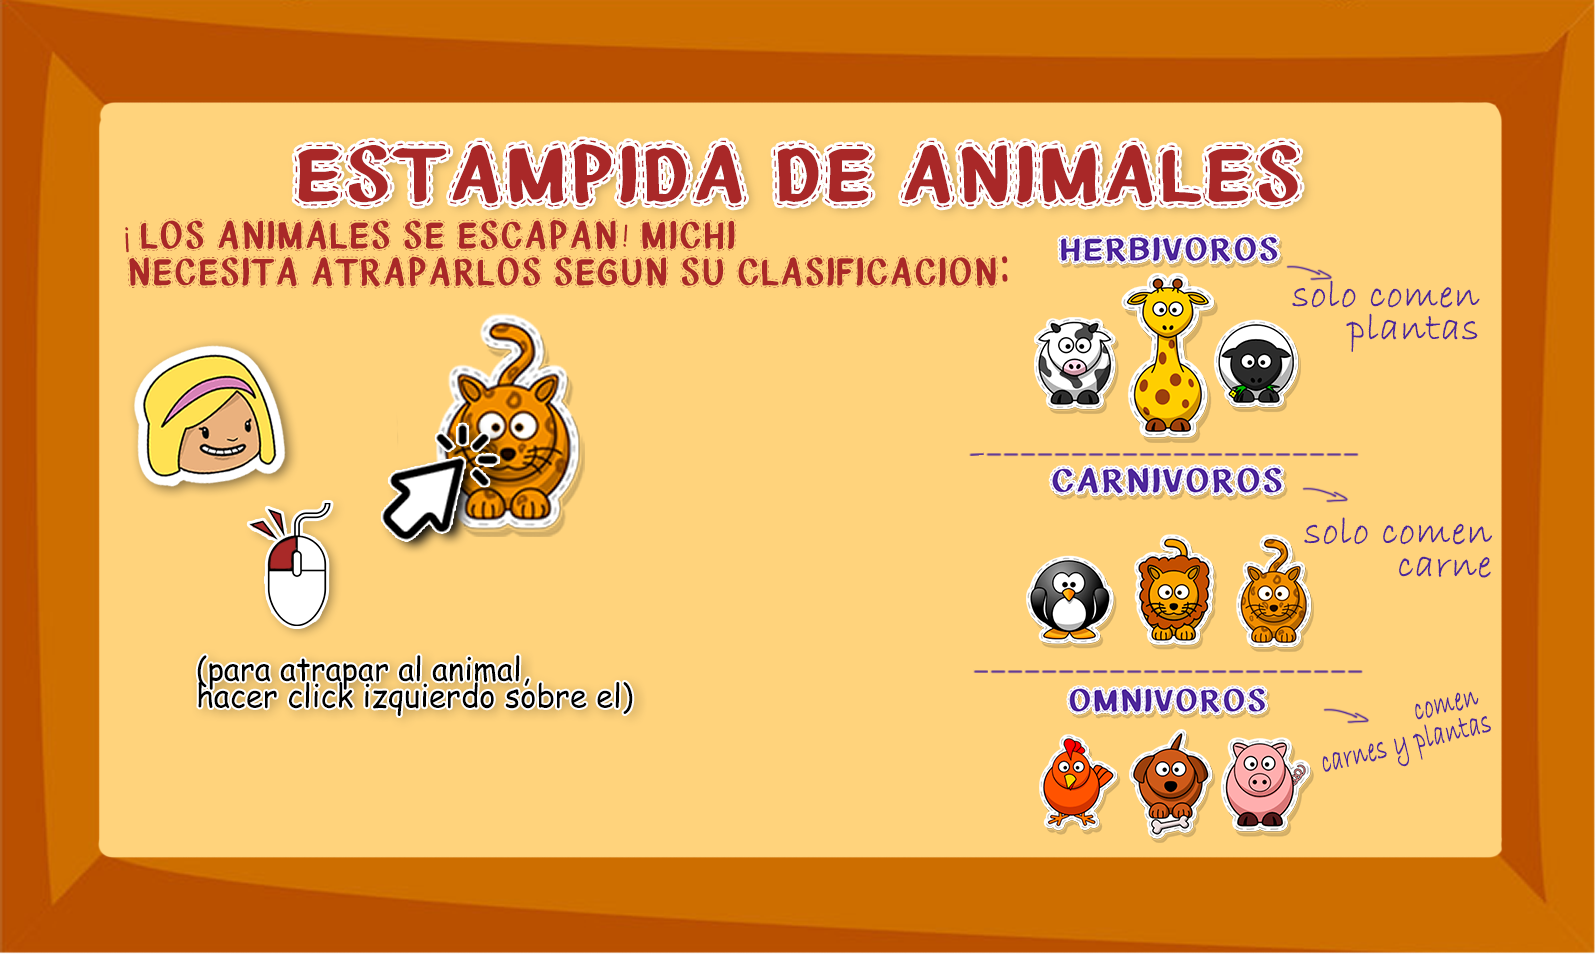 ESTAMPIDA DE ANIMALES
¡LOS ANIMALES SE ESCAPAN! MICHI
NECESITA ATRAPARLOS SEGUN SU CLASIFICACION:
(para atrapar al animal,
hacer click izquierdo sobre el)
HERBIVOROS
solo comen
plantas
CARNIVOROS
solo comen
carne
OMNIVOROS
comen
carnes y plantas